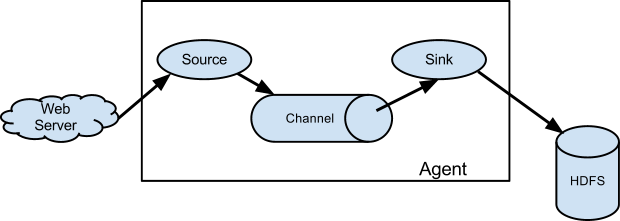 Web
Server
Source
Channel
Sink
Agent
HDFS